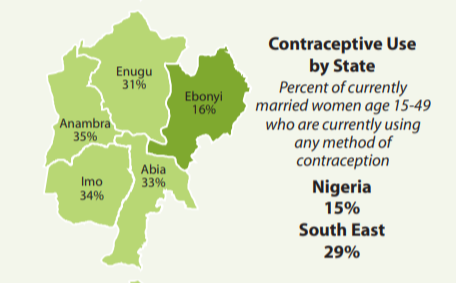 Contraceptive Use
by State
Percent of currently
married women age 15-49
who are currently using
any method of
contraception
Nigeria
15%
South East
29%
Enugu
31%
Ebonyi
16%
Anambra
35%
Abia
33%
Imo
34%